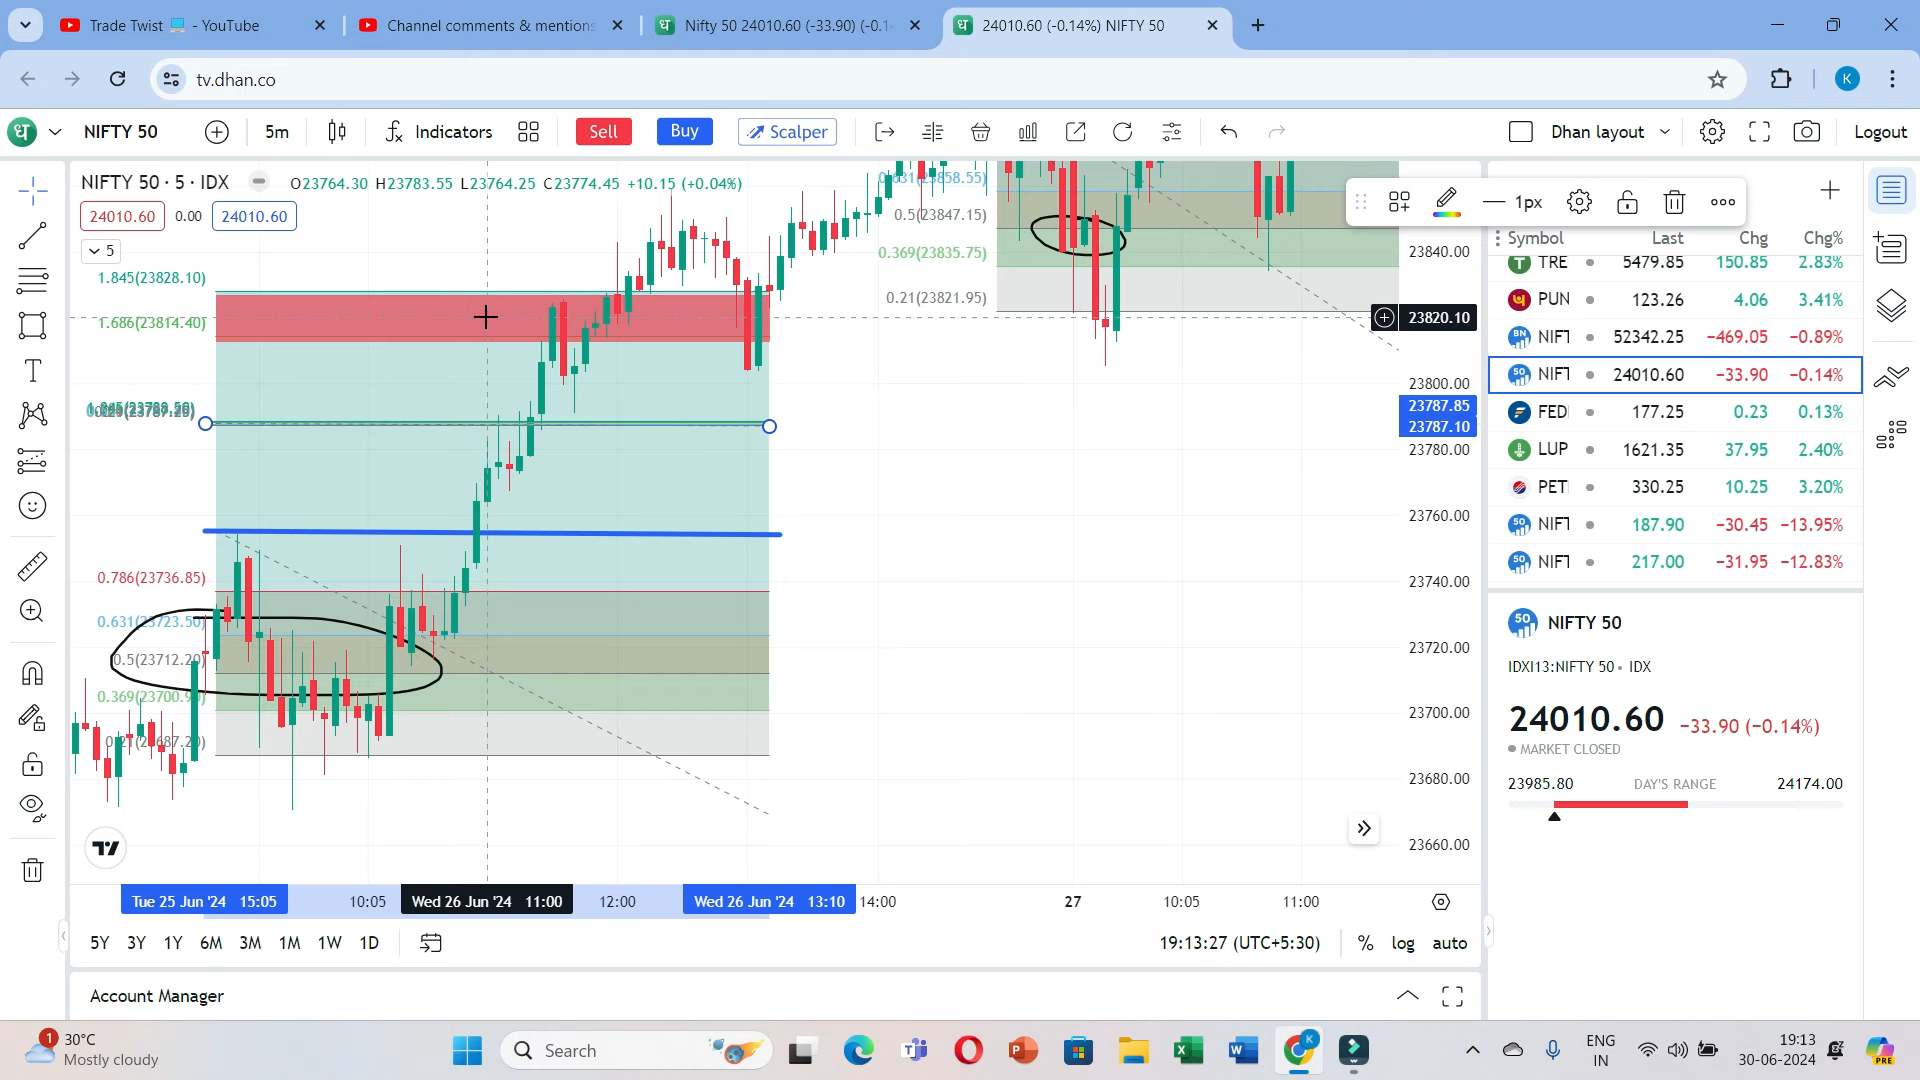 Trade Twist 💻 - YouTube
Channel comments & mentions
Nifty 50 24010.60 (-33.90) (-0.1
24010.60 (-0.14%) NIFTY 50
tv.dhan.co
K
NIFTY 50
5m
Indicators
Sell
Buy
Scalper
Dhan layout
Logout
NIFTY 50 · 5 · IDX
O23764.30 H23783.55 L23764.25 C23774.45 +10.15 (+0.04%)
24010.60
0.00
24010.60
5
1.845(23828.10)
1.686(23814.40)
0.786(23736.85)
0.631(23723.50)
0.5(23712.20)
0.631(23858.55)
0.5(23847.15)
0.369(23835.75)
0.21(23821.95)
1px
23840.00
23820.10
23800.00
23787.85
23787.10
23780.00
23760.00
23740.00
23720.00
23700.00
23680.00
23660.00
Symbol Last Chg Chg%
TRE 5479.85 150.85 2.83%
PUN 123.26 4.06 3.41%
NIFT 52342.25 −469.05 −0.89%
NIFT 24010.60 −33.90 −0.14%
FED 177.25 0.23 0.13%
LUP 1621.35 37.95 2.40%
PET 330.25 10.25 3.20%
NIFT 187.90 −30.45 −13.95%
NIFT 217.00 −31.95 −12.83%
NIFTY 50
IDXI13:NIFTY 50 • IDX
24010.60 −33.90 (−0.14%)
MARKET CLOSED
23985.80 DAY'S RANGE 24174.00
Tue 25 Jun '24 15:05
10:05
Wed 26 Jun '24 11:00
12:00
Wed 26 Jun '24 13:10
14:00
27
10:05
11:00
5Y 3Y 1Y 6M 3M 1M 1W 1D
19:13:27 (UTC+5:30)
% log auto
Account Manager
1
30°C
Mostly cloudy
Search
ENG
IN
19:13
30-06-2024
PRE